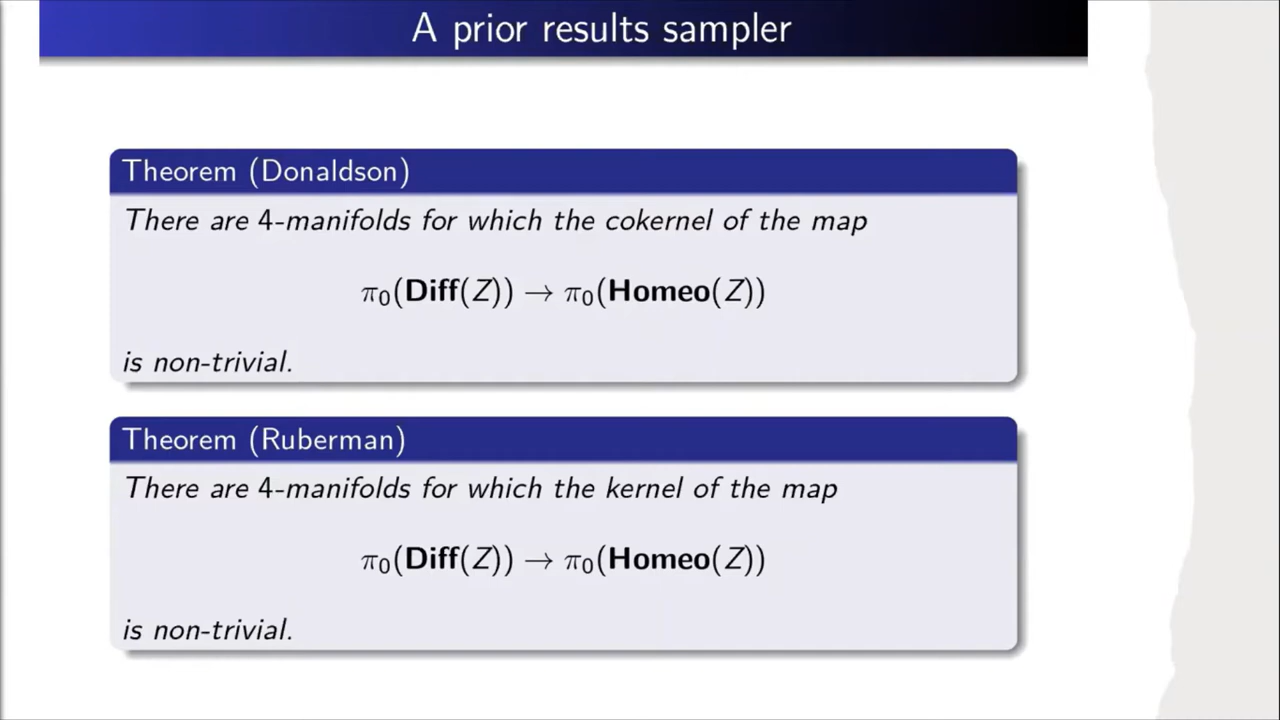 A prior results sampler
Theorem (Donaldson)
There are 4-manifolds for which the cokernel of the map
π₀(Diff(Z)) → π₀(Homeo(Z))
is non-trivial.
Theorem (Ruberman)
There are 4-manifolds for which the kernel of the map
π₀(Diff(Z)) → π₀(Homeo(Z))
is non-trivial.